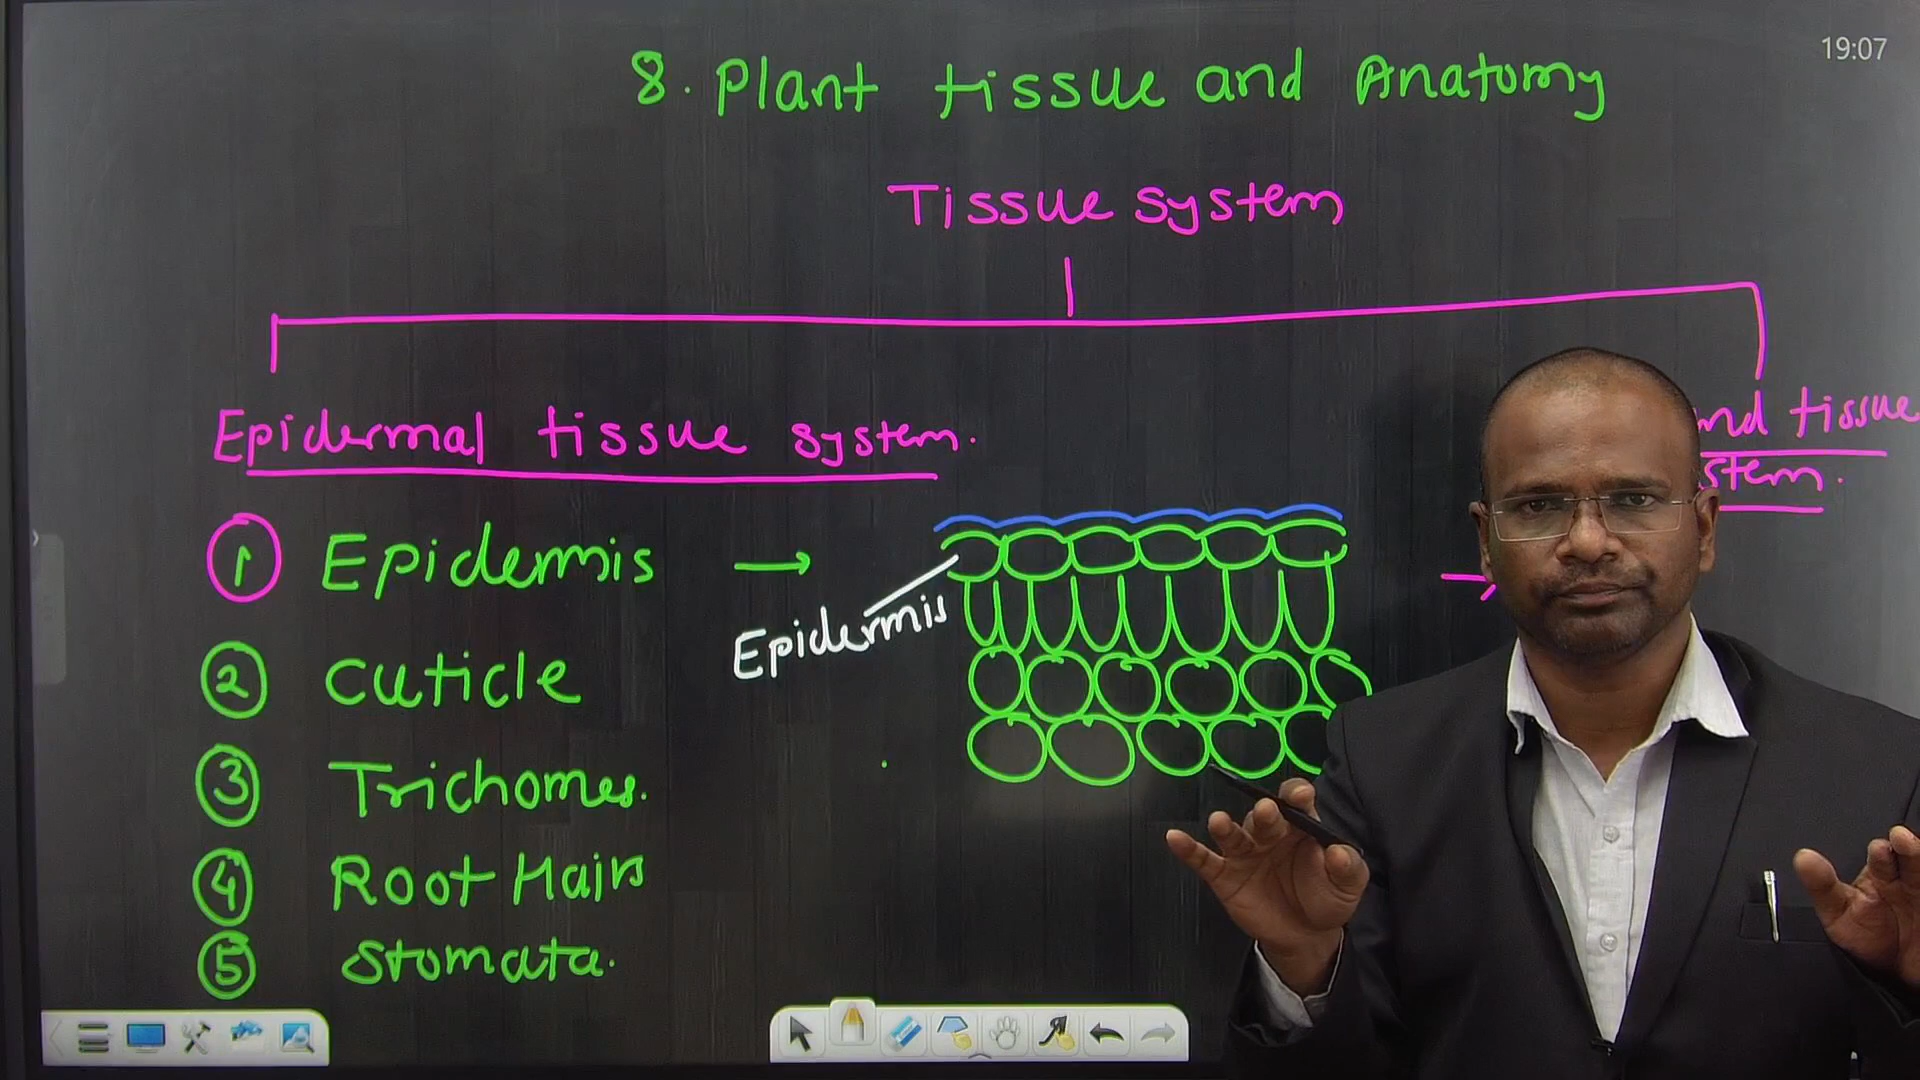 19:07
8. Plant tissue and Anatomy
Tissue system
Epidermal tissue system.
nd tissue
stem.
1 Epidermis →
Epidermis
2 Cuticle
3 Trichomes.
4 Root Hairs
5 Stomata.